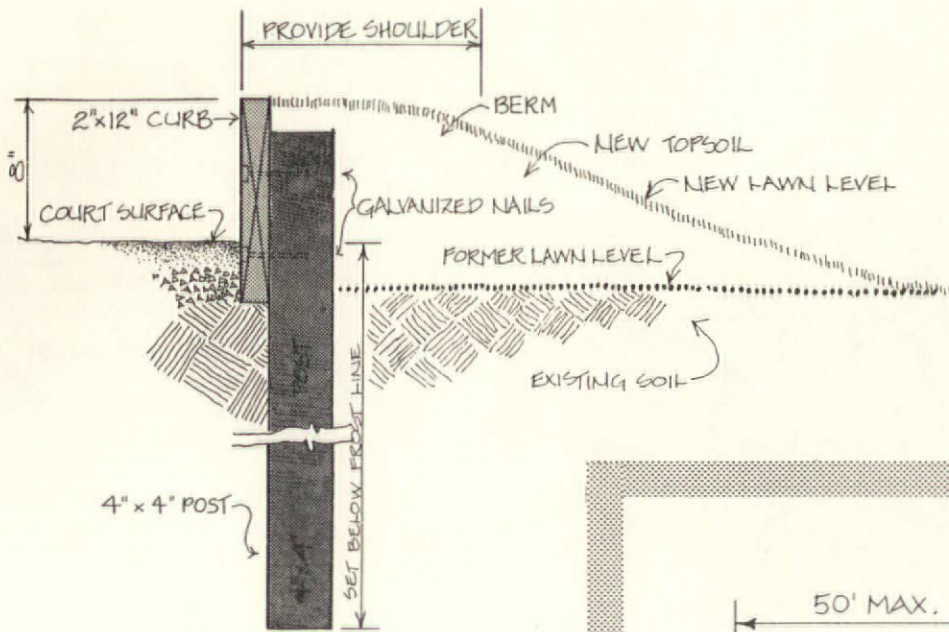 PROVIDE SHOULDER
2"x12" CURB
BERM
NEW TOPSOIL
8"
NEW LAWN LEVEL
COURT SURFACE
GALVANIZED NAILS
FORMER LAWN LEVEL
POST
EXISTING SOIL
SET BELOW FROST LINE
4" x 4" POST
4" x 4"
50' MAX.